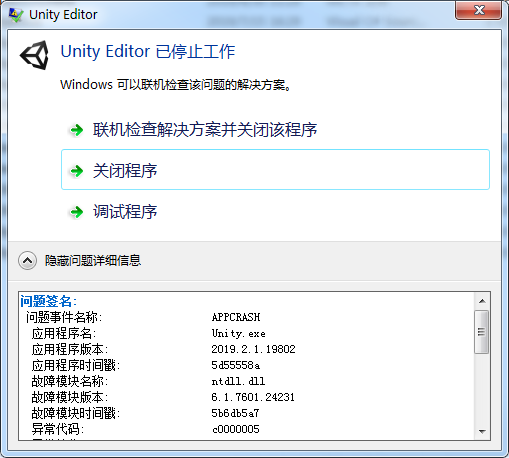 Unity Editor
Unity Editor 已停止工作
Windows 可以联机检查该问题的解决方案。
联机检查解决方案并关闭该程序
关闭程序
调试程序
隐藏问题详细信息
问题签名:
问题事件名称: APPCRASH
应用程序名: Unity.exe
应用程序版本: 2019.2.1.19802
应用程序时间戳: 5d55558a
故障模块名称: ntdll.dll
故障模块版本: 6.1.7601.24231
故障模块时间戳: 5b6db5a7
异常代码: c0000005